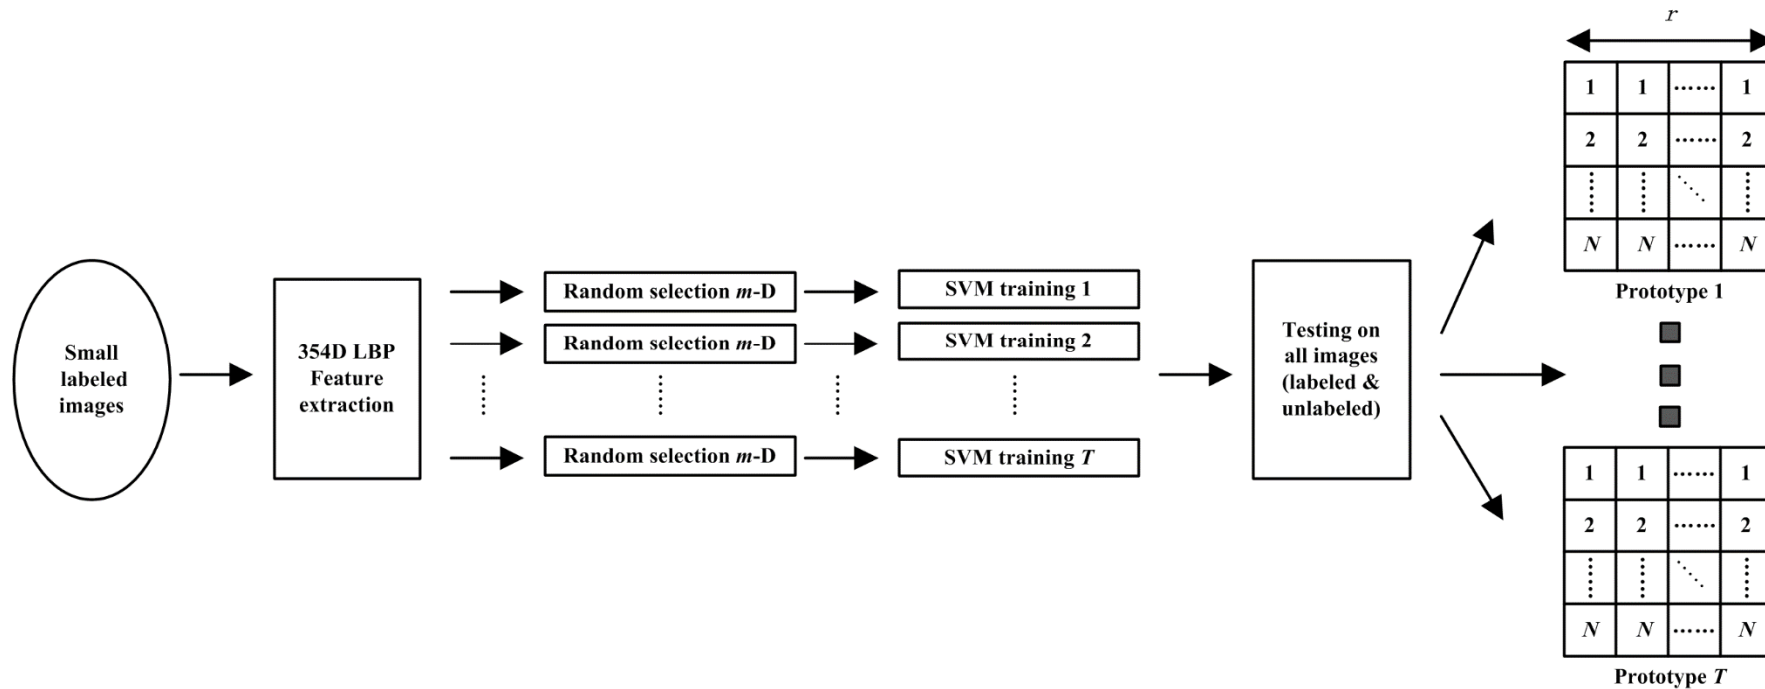 Small
labeled
images
354D LBP
Feature
extraction
Random selection m-D
Random selection m-D
Random selection m-D
SVM training 1
SVM training 2
SVM training T
Testing on
all images
(labeled &
unlabeled)
r
1 1 ...... 1
2 2 ...... 2
N N ...... N
Prototype 1
1 1 ...... 1
2 2 ...... 2
N N ...... N
Prototype T